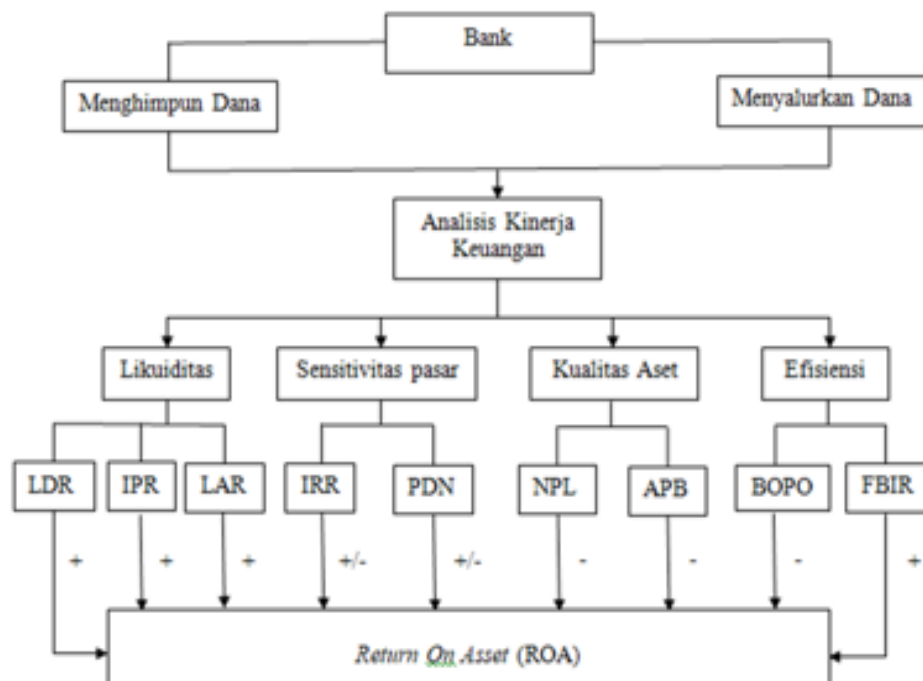 Bank
Menghimpun Dana
Menyalurkan Dana
Analisis Kinerja
Keuangan
Likuiditas
Sensitivitas pasar
Kualitas Aset
Efisiensi
LDR
IPR
LAR
IRR
PDN
NPL
APB
BOPO
FBIR
+
+
+
+/-
+/-
-
-
-
+
Return On Asset (ROA)